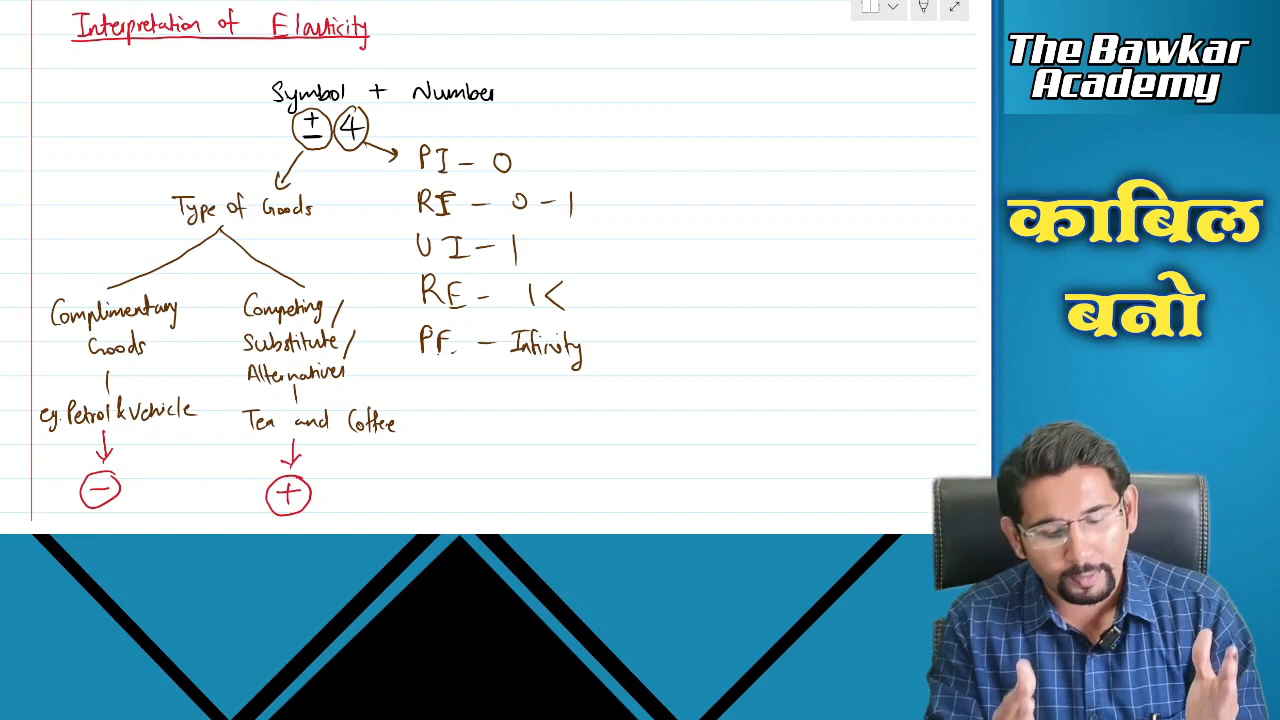 Interpretation of Elasticity
Symbol + Number
± 4
PI - 0
RI - 0 - 1
UI - 1
RE - 1<
PE - Infinity
Type of Goods
Complimentary
Goods
eg. Petrol & Vehicle
-
Competing/
Substitute/
Alternatives
Tea and Coffee
+
The Bawkar
Academy
काबिल
बनो